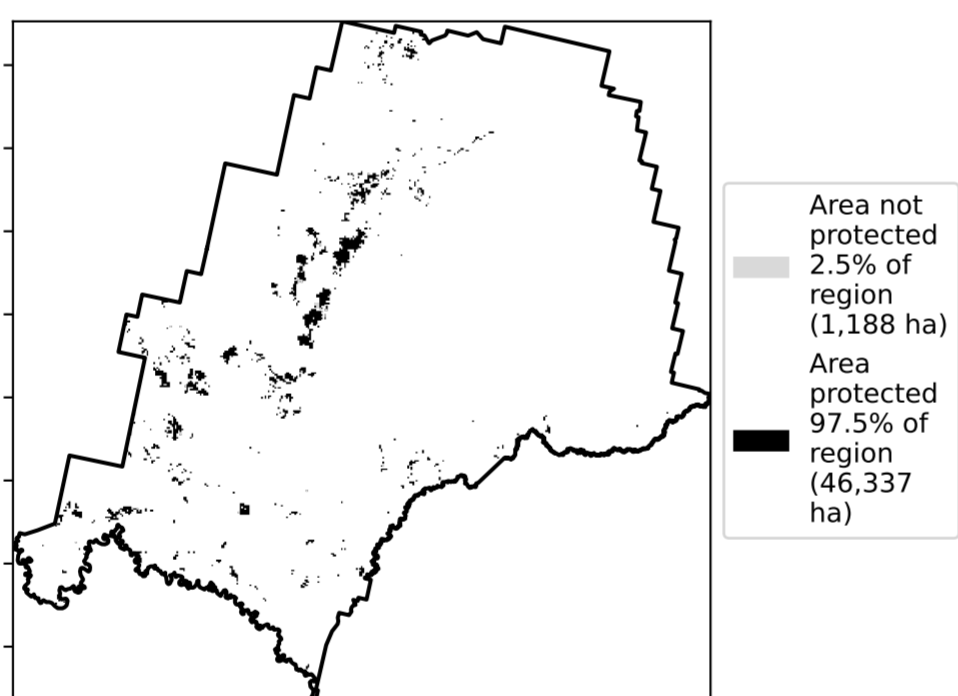 Area not
protected
2.5% of
region
(1,188 ha)
Area
protected
97.5% of
region
(46,337
ha)